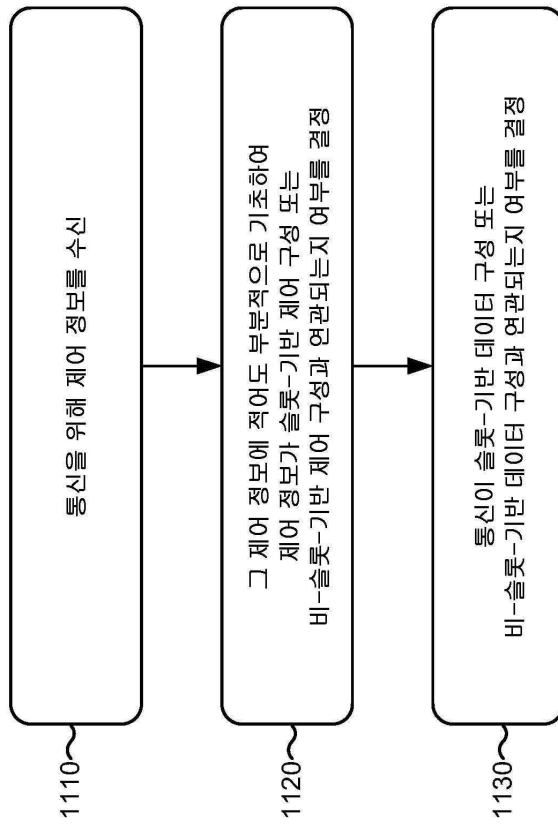 1110
통신을 위해 제어 정보를 수신
1120
그 제어 정보에 적어도 부분적으로 기초하여
제어 정보가 슬롯-기반 제어 구성 또는
비-슬롯-기반 제어 구성과 연관되는지 여부를 결정
1130
통신이 슬롯-기반 데이터 구성 또는
비-슬롯-기반 데이터 구성과 연관되는지 여부를 결정